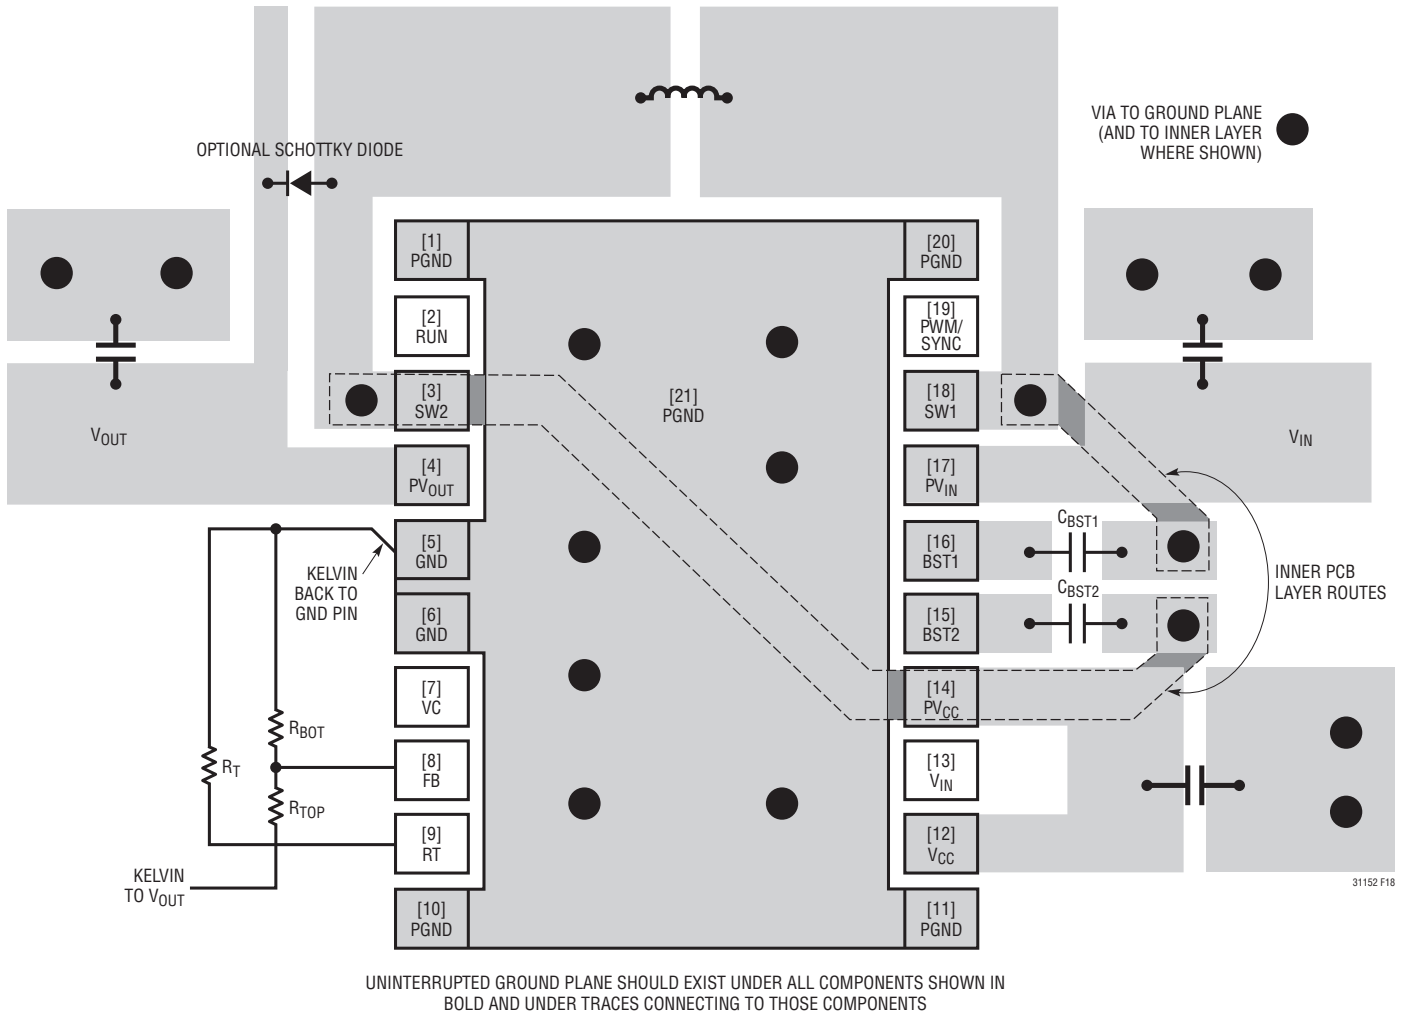 VIA TO GROUND PLANE
(AND TO INNER LAYER
WHERE SHOWN)
OPTIONAL SCHOTTKY DIODE
[1]
PGND
[20]
PGND
[2]
RUN
[19]
PWM/
SYNC
[3]
SW2
[21]
PGND
[18]
SW1
VOUT
VIN
[4]
PVOUT
[17]
PVIN
[5]
GND
[16]
BST1
CBST1
KELVIN
BACK TO
GND PIN
INNER PCB
LAYER ROUTES
[6]
GND
[15]
BST2
CBST2
[7]
VC
[14]
PVCC
RBOT
RT
[8]
FB
[13]
VIN
RTOP
[9]
RT
[12]
VCC
KELVIN
TO VOUT
31152 F18
[10]
PGND
[11]
PGND
UNINTERRUPTED GROUND PLANE SHOULD EXIST UNDER ALL COMPONENTS SHOWN IN
BOLD AND UNDER TRACES CONNECTING TO THOSE COMPONENTS